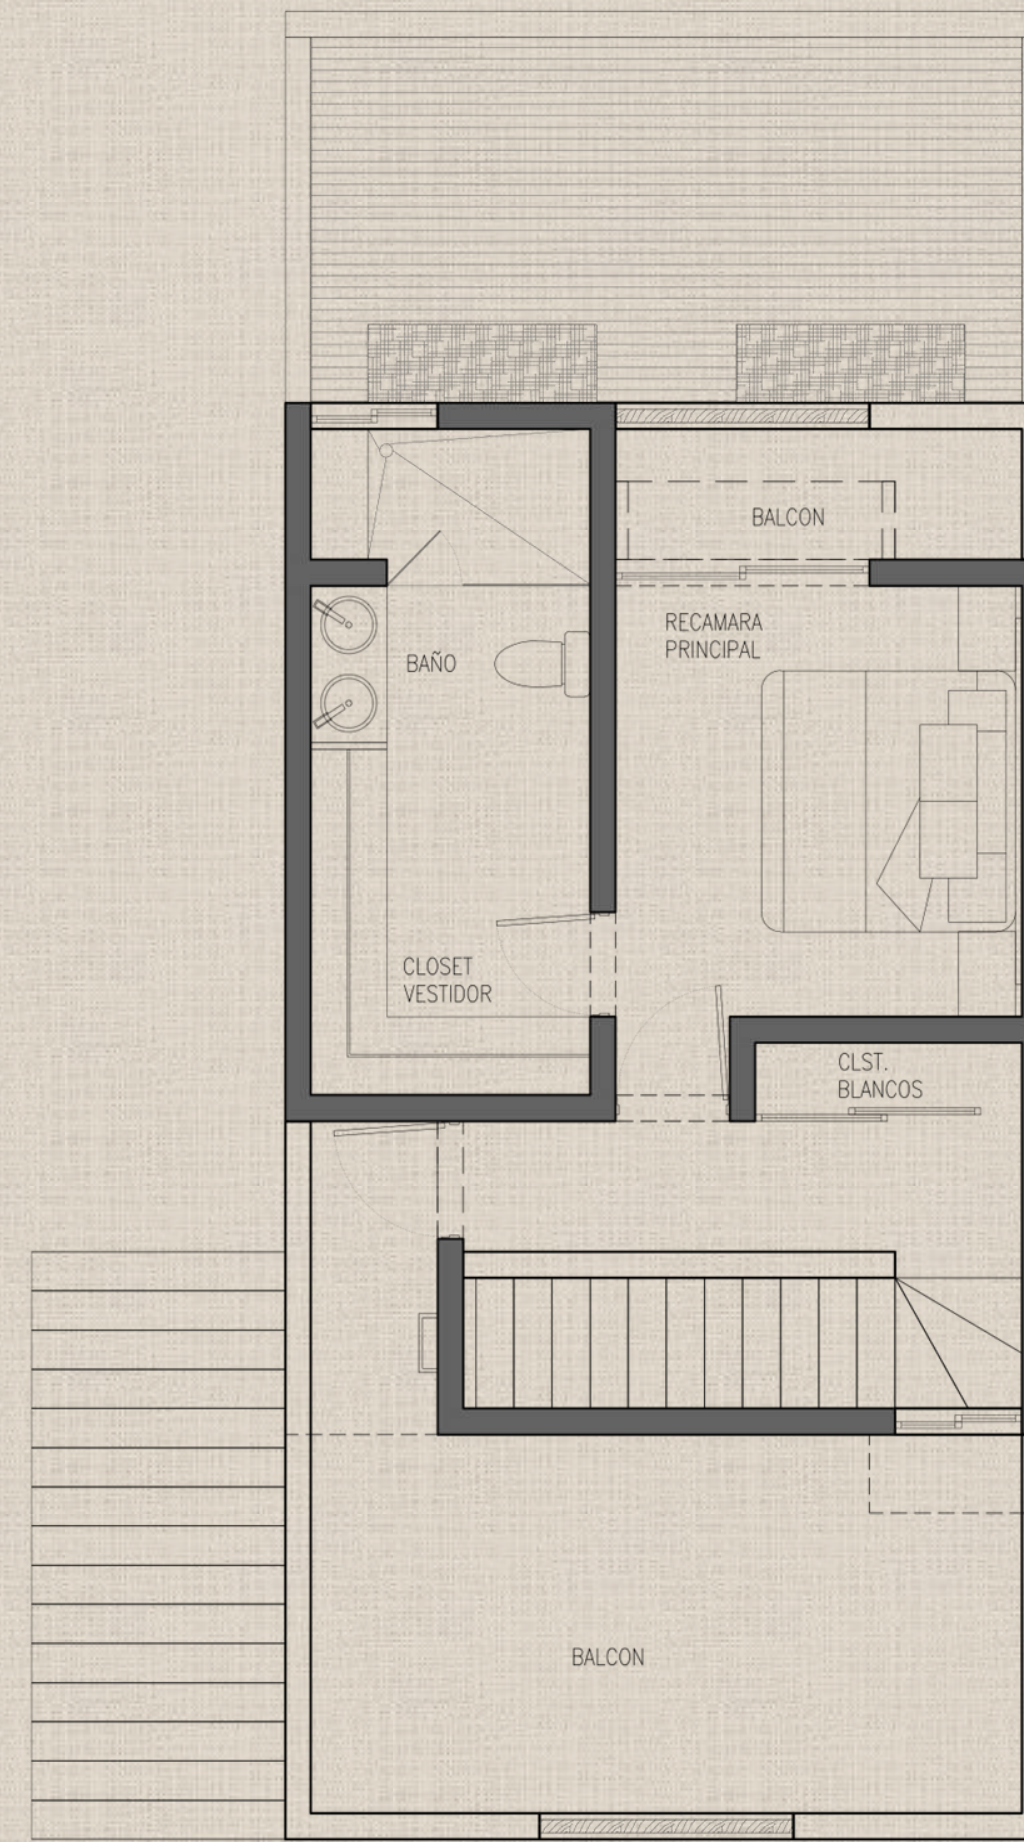 BALCON
RECAMARA
PRINCIPAL
BAÑO
CLOSET
VESTIDOR
CLST.
BLANCOS
BALCON